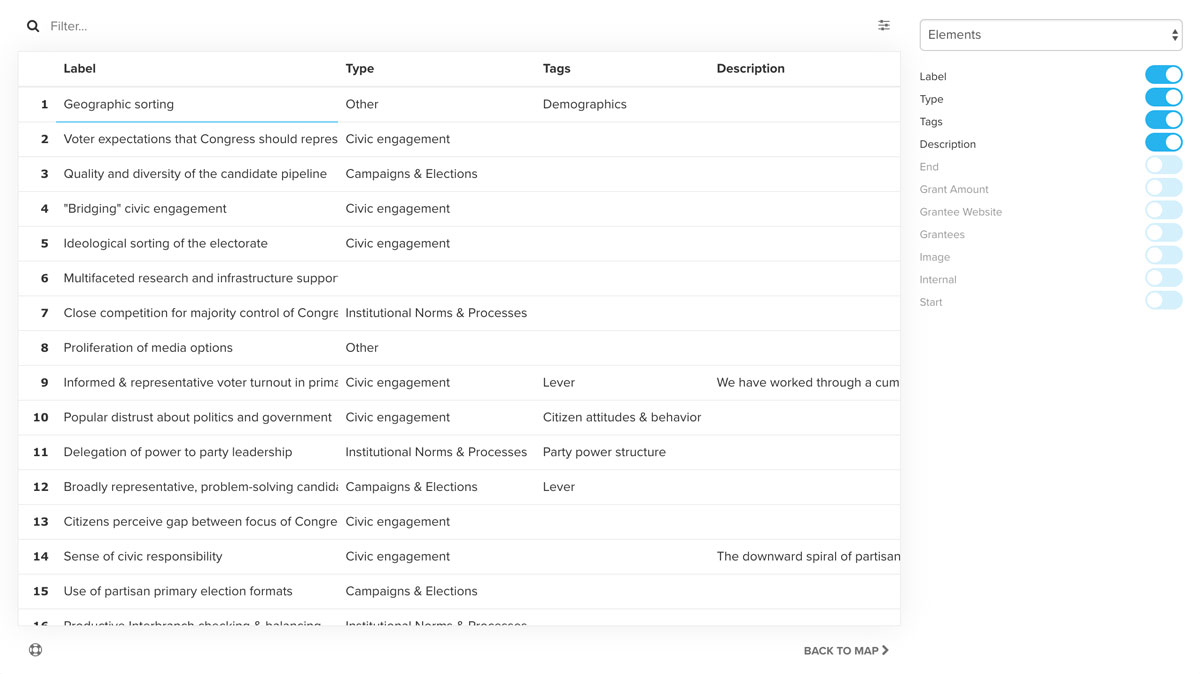 Filter...
Elements
Label Type Tags Description
1 Geographic sorting Other Demographics
2 Voter expectations that Congress should repres Civic engagement
3 Quality and diversity of the candidate pipeline Campaigns & Elections
4 "Bridging" civic engagement Civic engagement
5 Ideological sorting of the electorate Civic engagement
6 Multifaceted research and infrastructure suppor
7 Close competition for majority control of Congre Institutional Norms & Processes
8 Proliferation of media options Other
9 Informed & representative voter turnout in prima Civic engagement Lever We have worked through a cum
10 Popular distrust about politics and government Civic engagement Citizen attitudes & behavior
11 Delegation of power to party leadership Institutional Norms & Processes Party power structure
12 Broadly representative, problem-solving candida Campaigns & Elections Lever
13 Citizens perceive gap between focus of Congre Civic engagement
14 Sense of civic responsibility Civic engagement The downward spiral of partisan
15 Use of partisan primary election formats Campaigns & Elections
16 Productive Interbranch checking & balancing Institutional Norms & Processes
BACK TO MAP
Label
Type
Tags
Description
End
Grant Amount
Grantee Website
Grantees
Image
Internal
Start